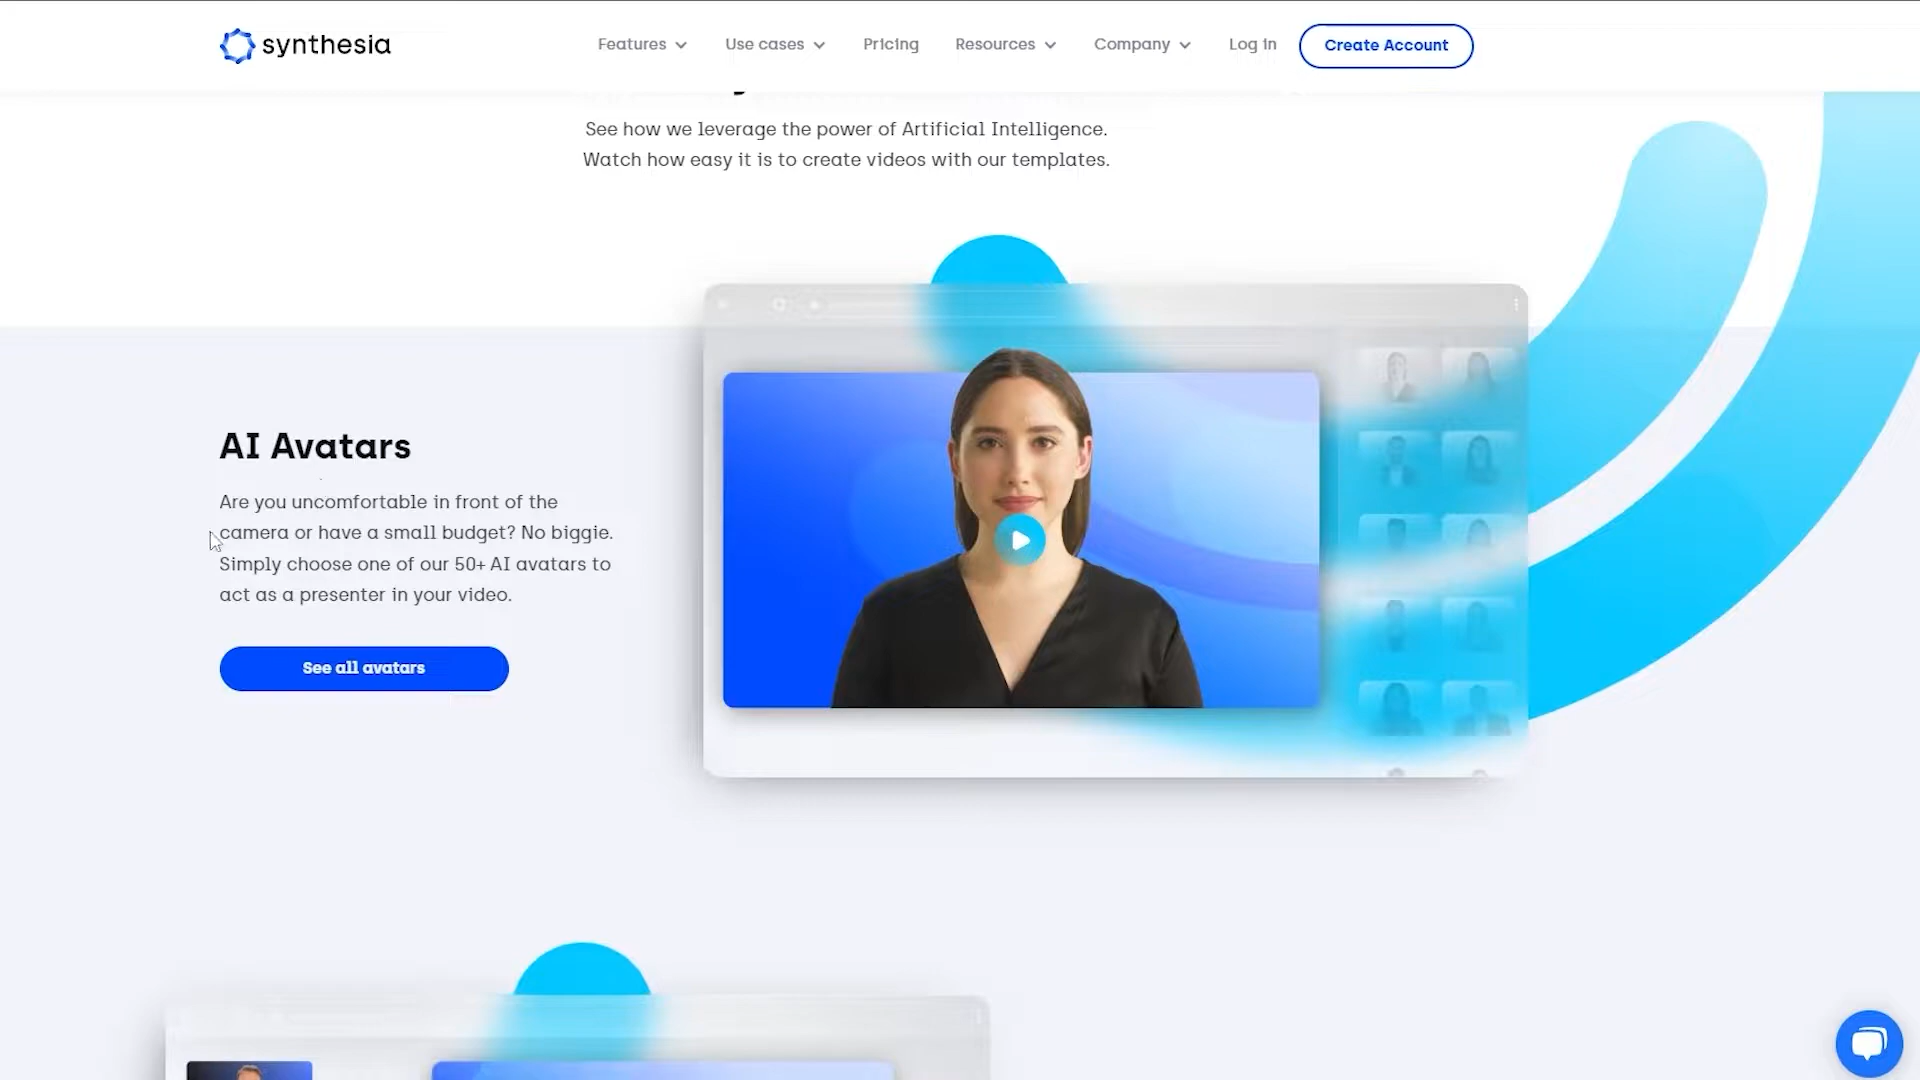 synthesia
Features
Use cases
Pricing
Resources
Company
Log in
Create Account
See how we leverage the power of Artificial Intelligence.
Watch how easy it is to create videos with our templates.
AI Avatars
Are you uncomfortable in front of the
camera or have a small budget? No biggie.
Simply choose one of our 50+ AI avatars to
act as a presenter in your video.
See all avatars